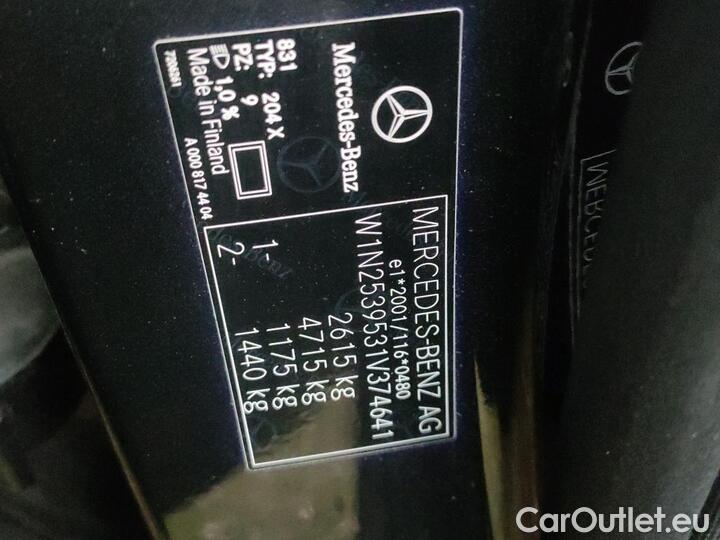 MERCEDES-BENZ AG
e1*2001/116*0480
W1N2539531V374641
2615 kg
4715 kg
1- 1175 kg
2- 1440 kg
Mercedes-Benz
831
TYP: 204 X
PZ: 9
1,0 %
Made in Finland
A 000 817 44 04
7206261
CarOutlet.eu